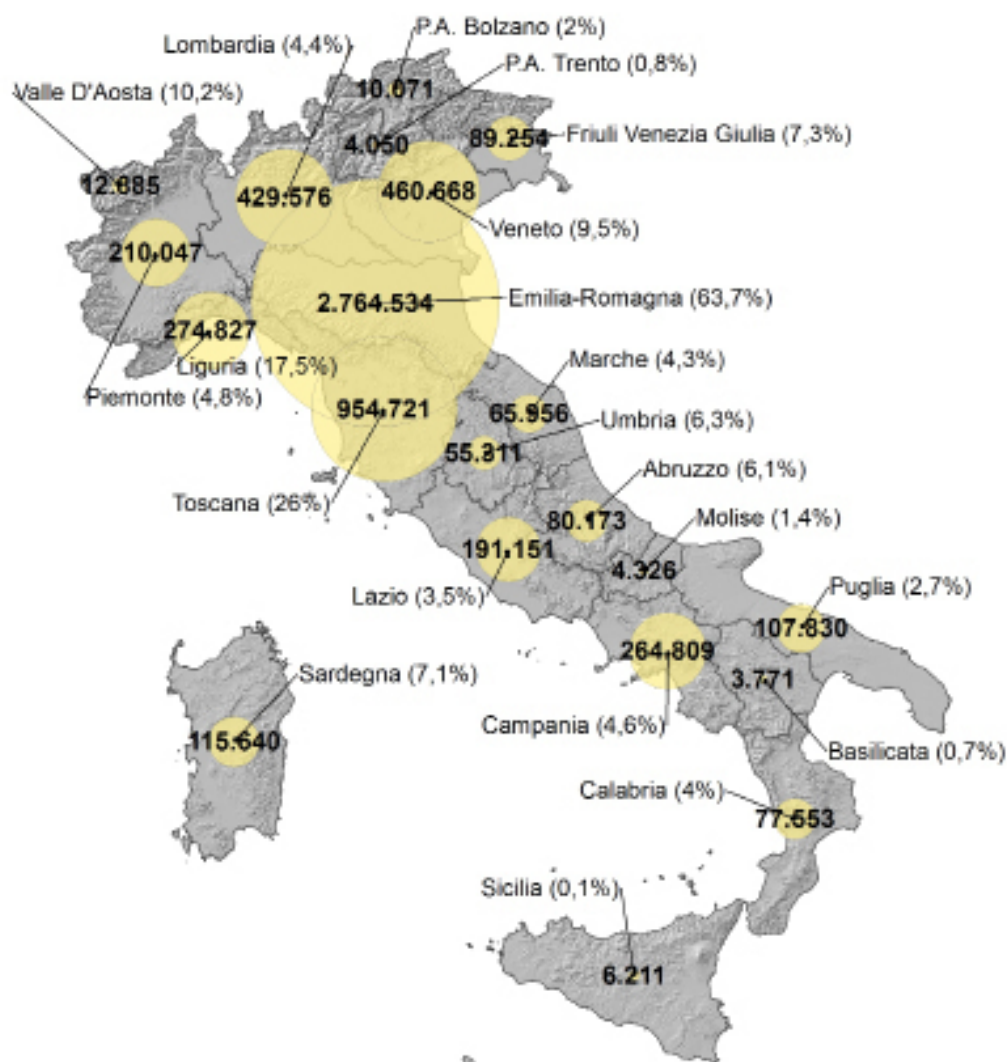 P.A. Bolzano (2%)
Lombardia (4,4%)
P.A. Trento (0,8%)
Valle D'Aosta (10,2%)
10.071
4.050
89.254
Friuli Venezia Giulia (7,3%)
12.685
429.576
460.668
Veneto (9,5%)
210.047
2.764.534
Emilia-Romagna (63,7%)
274.827
Liguria (17,5%)
Marche (4,3%)
Piemonte (4,8%)
954.721
65.956
Umbria (6,3%)
55.311
Abruzzo (6,1%)
Toscana (26%)
80.173
Molise (1,4%)
191.151
4.326
Puglia (2,7%)
Lazio (3,5%)
107.830
264.809
Sardegna (7,1%)
3.771
Campania (4,6%)
115.640
Basilicata (0,7%)
Calabria (4%)
77.553
Sicilia (0,1%)
6.211